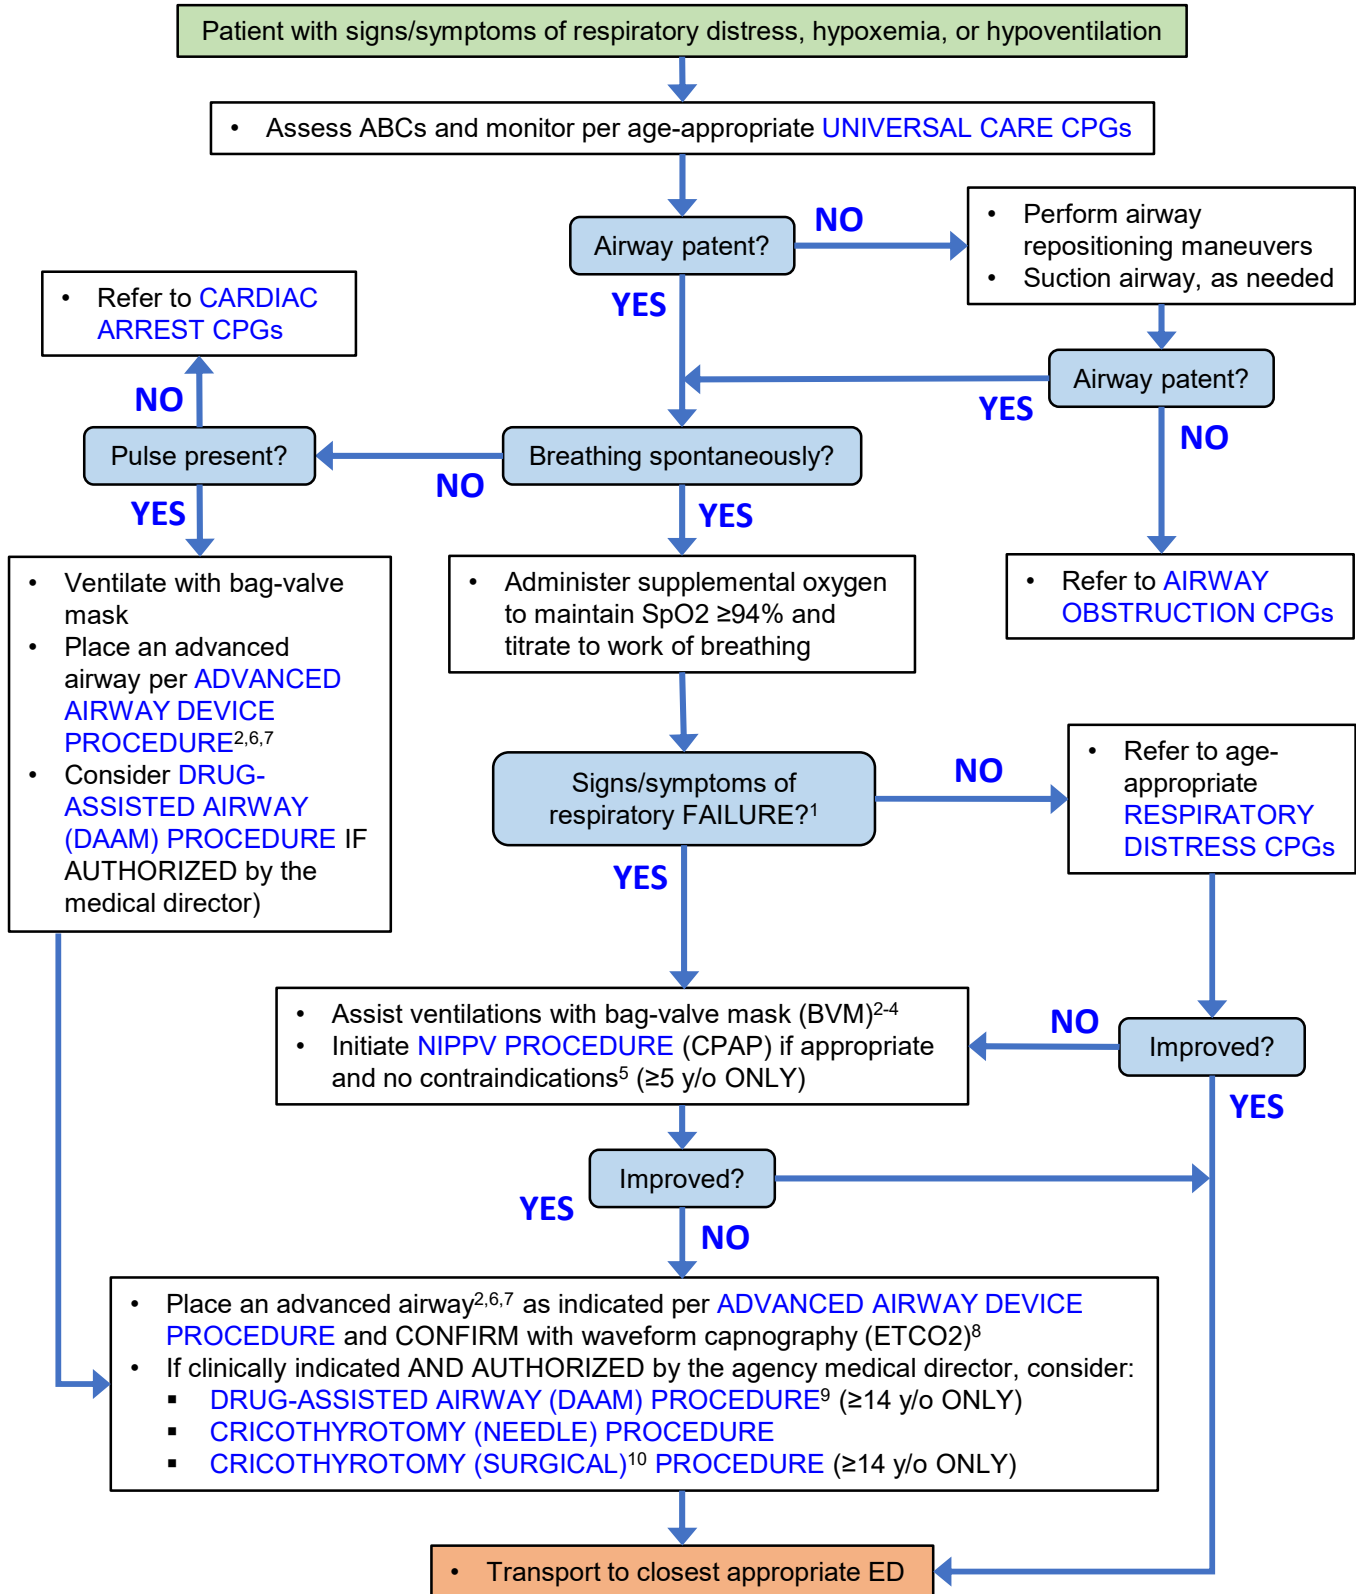 Patient with signs/symptoms of respiratory distress, hypoxemia, or hypoventilation
• Assess ABCs and monitor per age-appropriate UNIVERSAL CARE CPGs
Airway patent?
NO
YES
• Perform airway
repositioning maneuvers
• Suction airway, as needed
Airway patent?
YES
NO
• Refer to AIRWAY
OBSTRUCTION CPGs
• Refer to CARDIAC
ARREST CPGs
NO
Pulse present?
YES
Breathing spontaneously?
NO
YES
• Ventilate with bag-valve
mask
• Place an advanced
airway per ADVANCED
AIRWAY DEVICE
PROCEDURE2,6,7
• Consider DRUG-
ASSISTED AIRWAY
(DAAM) PROCEDURE IF
AUTHORIZED by the
medical director)
• Administer supplemental oxygen
to maintain SpO2 ≥94% and
titrate to work of breathing
Signs/symptoms of
respiratory FAILURE?1
NO
YES
• Refer to age-
appropriate
RESPIRATORY
DISTRESS CPGs
• Assist ventilations with bag-valve mask (BVM)2-4
• Initiate NIPPV PROCEDURE (CPAP) if appropriate
and no contraindications5 (≥5 y/o ONLY)
NO
Improved?
YES
Improved?
YES
NO
• Place an advanced airway2,6,7 as indicated per ADVANCED AIRWAY DEVICE
PROCEDURE and CONFIRM with waveform capnography (ETCO2)8
• If clinically indicated AND AUTHORIZED by the agency medical director, consider:
▪ DRUG-ASSISTED AIRWAY (DAAM) PROCEDURE9 (≥14 y/o ONLY)
▪ CRICOTHYROTOMY (NEEDLE) PROCEDURE
▪ CRICOTHYROTOMY (SURGICAL)10 PROCEDURE (≥14 y/o ONLY)
• Transport to closest appropriate ED